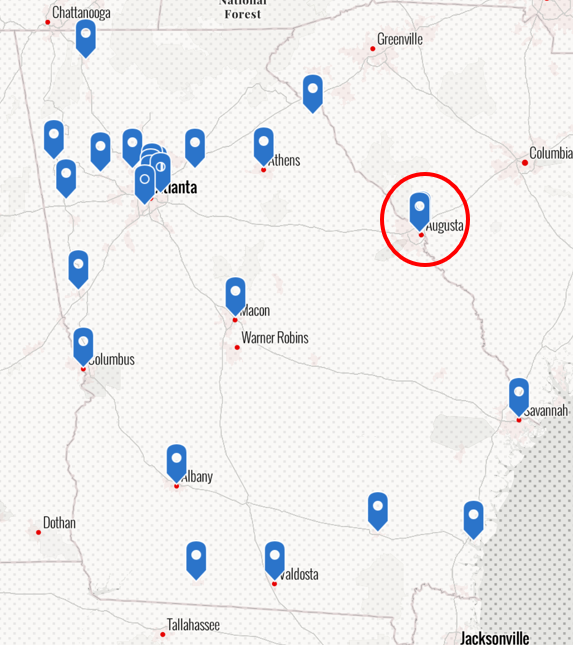 National
Forest
Chattanooga
Greenville
Athens
Columbia
Atlanta
Augusta
Macon
Warner Robins
Columbus
Savannah
Albany
Dothan
Valdosta
Tallahassee
Jacksonville